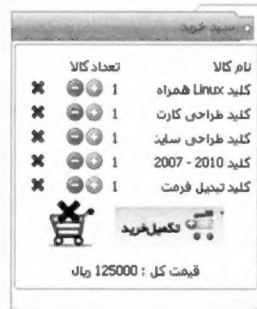 سبد خرید
نام کالا تعداد کالا
کلید Linux همراه 1
کلید طراحی کارت 1
کلید طراحی سایت 1
کلید 2010 - 2007 1
کلید تبدیل فرمت 1
تکمیل خرید
قیمت کل : 125000 ریال